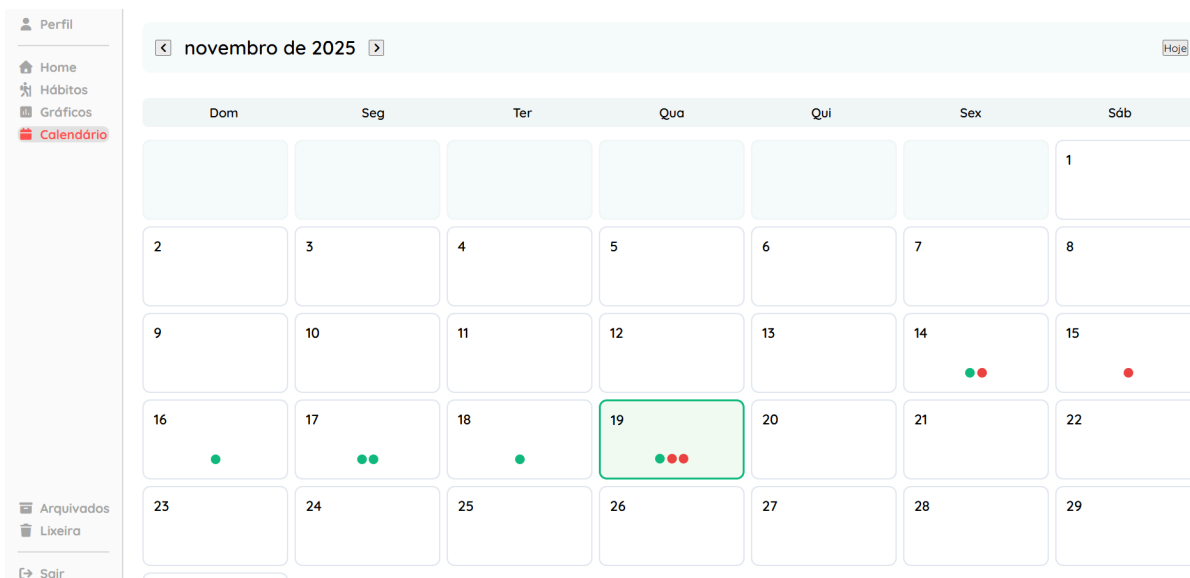 Perfil
Home
Hábitos
Gráficos
Calendário
Arquivados
Lixeira
Sair
novembro de 2025
Hoje
Dom Seg Ter Qua Qui Sex Sáb
1
2 3 4 5 6 7 8
9 10 11 12 13 14 15
16 17 18 19 20 21 22
23 24 25 26 27 28 29